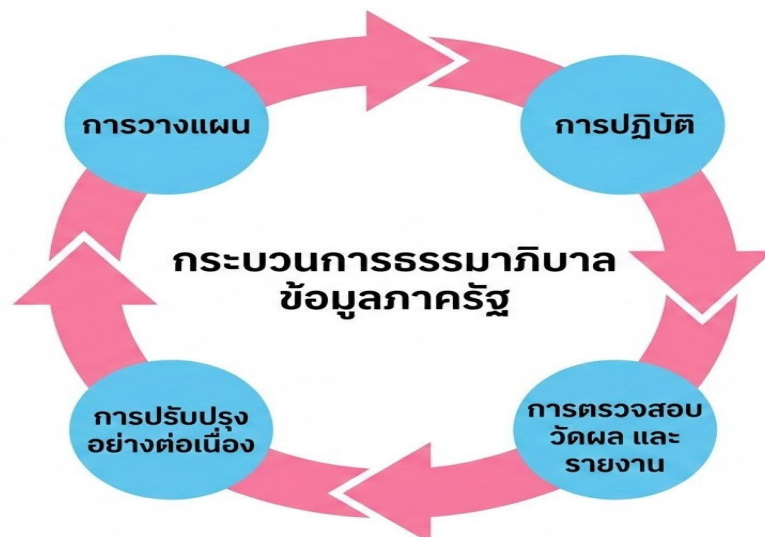 การวางแผน
การปฏิบัติ
กระบวนการธรรมาภิบาล
ข้อมูลภาครัฐ
การปรับปรุง
อย่างต่อเนื่อง
การตรวจสอบ
วัดผล และ
รายงาน